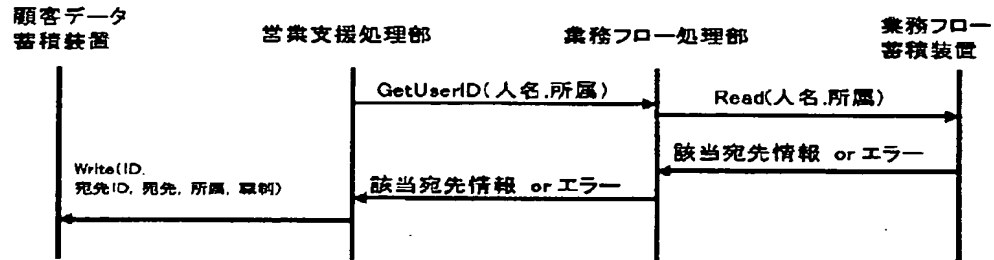 顧客データ
蓄積装置
営業支援処理部
業務フロー処理部
業務フロー
蓄積装置
GetUserID(人名,所属)
Read(人名,所属)
該当宛先情報 or エラー
該当宛先情報 or エラー
Write(ID,
宛先ID, 宛先, 所属,